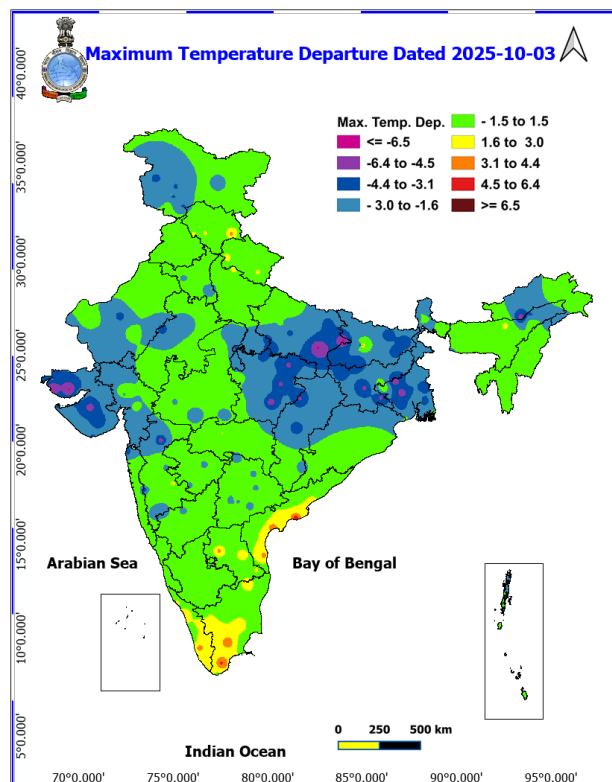 Maximum Temperature Departure Dated 2025-10-03
Max. Temp. Dep.
<= -6.5
-6.4 to -4.5
-4.4 to -3.1
- 3.0 to -1.6
- 1.5 to 1.5
1.6 to 3.0
3.1 to 4.4
4.5 to 6.4
>= 6.5
40°0.000'
35°0.000'
30°0.000'
25°0.000'
20°0.000'
15°0.000'
10°0.000'
5°0.000'
Arabian Sea
Bay of Bengal
Indian Ocean
0 250 500 km
70°0.000' 75°0.000' 80°0.000' 85°0.000' 90°0.000' 95°0.000'